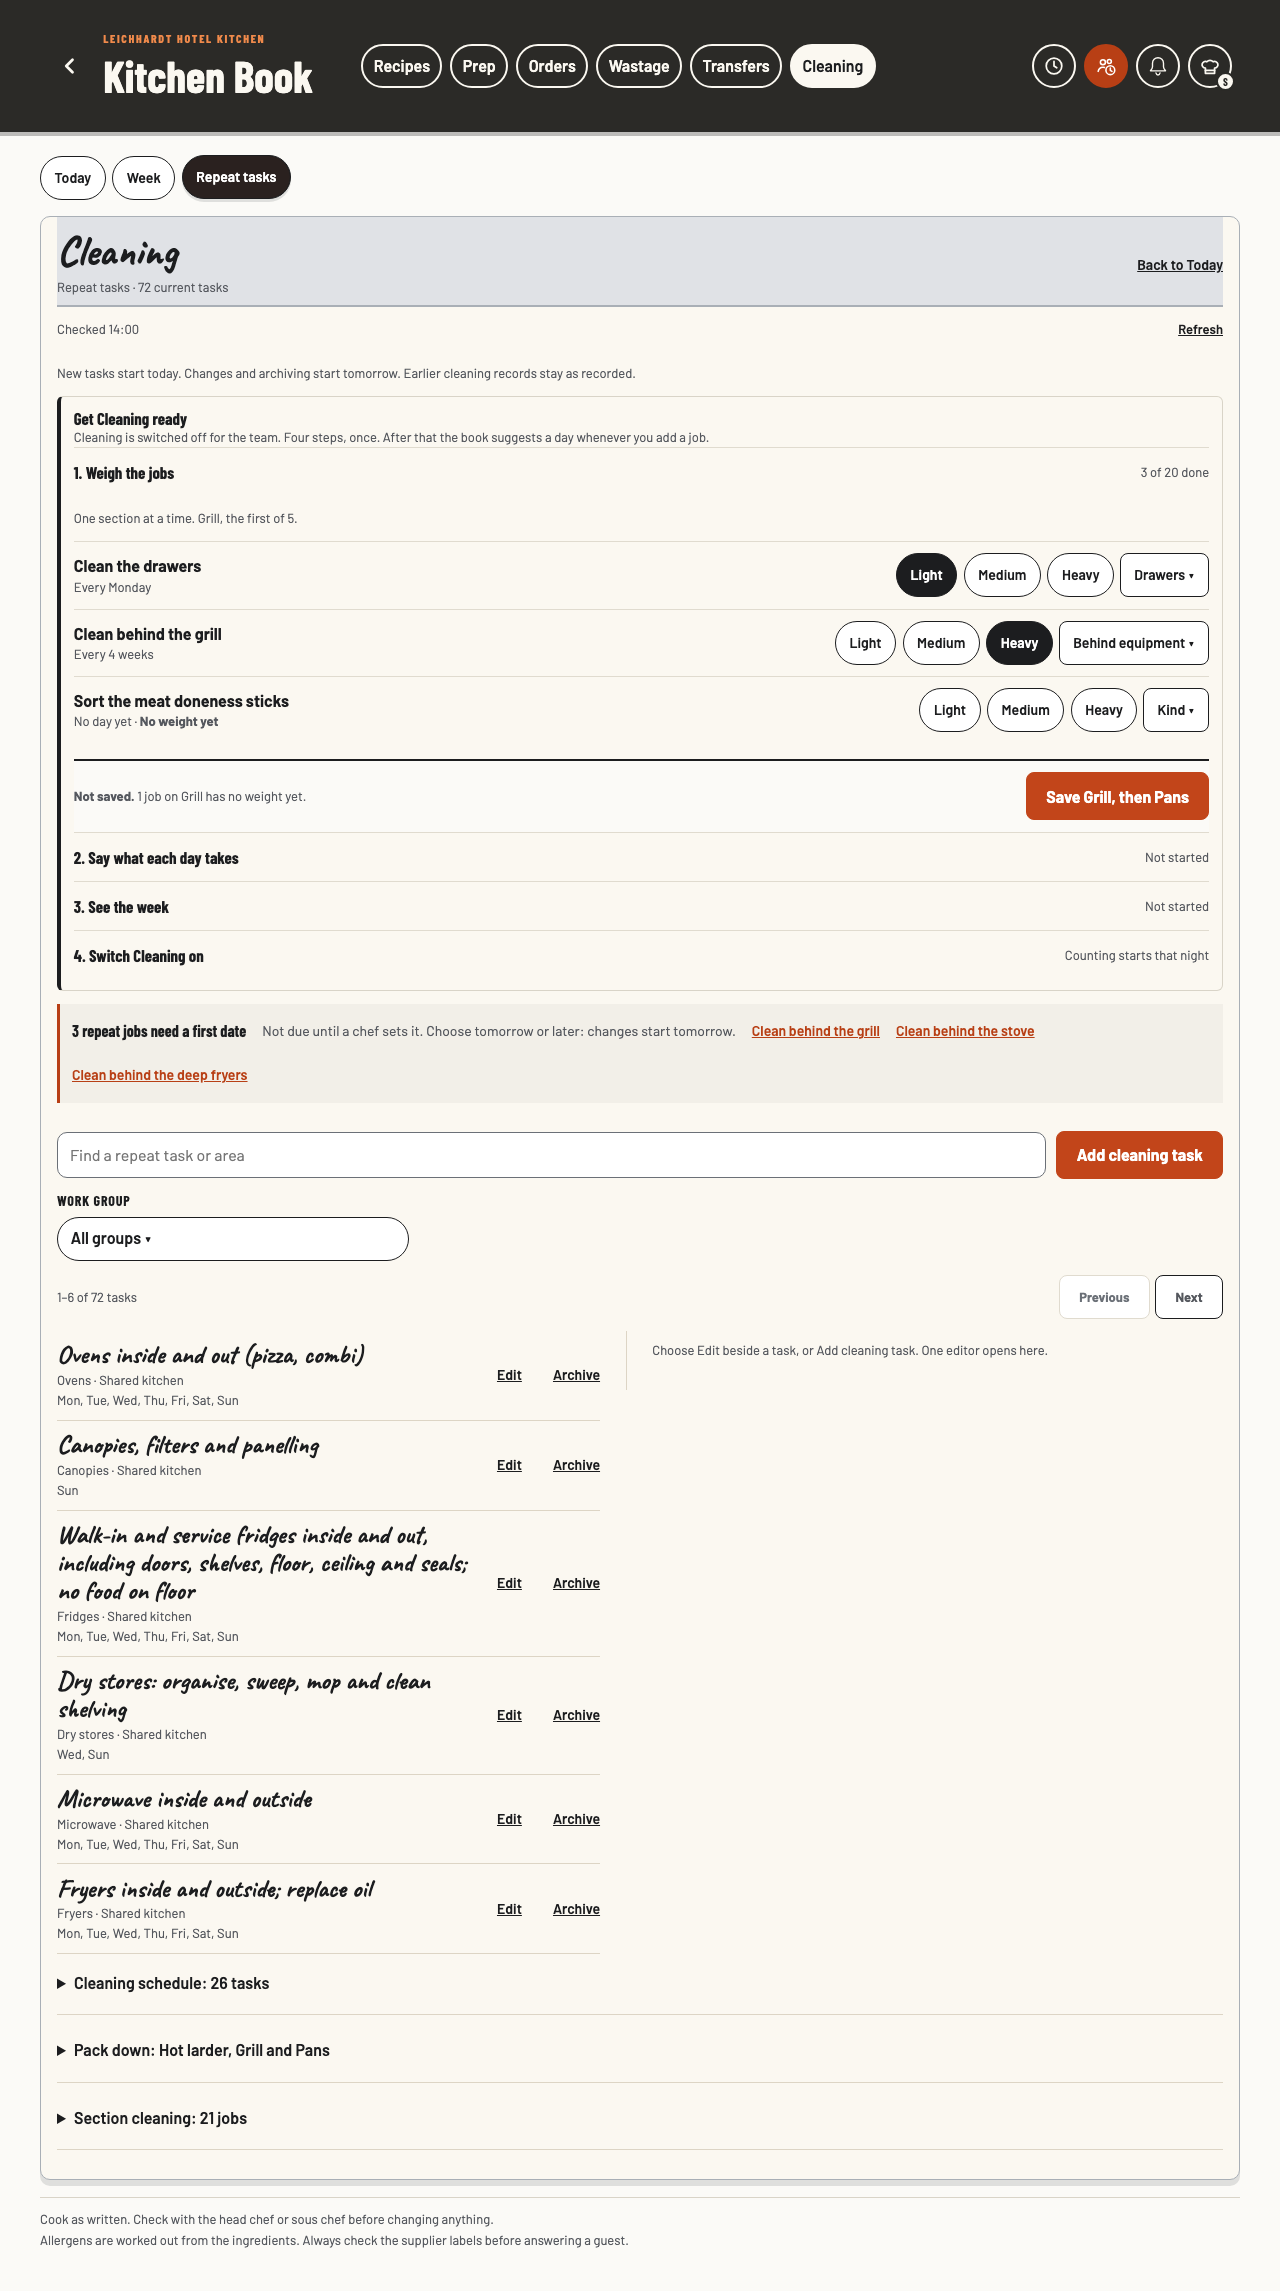 LEICHHARDT HOTEL KITCHEN
Kitchen Book
Recipes
Prep
Orders
Wastage
Transfers
Cleaning
S
Today
Week
Repeat tasks
Cleaning
Repeat tasks · 72 current tasks
Back to Today
Checked 14:00
Refresh
New tasks start today. Changes and archiving start tomorrow. Earlier cleaning records stay as recorded.
Get Cleaning ready
Cleaning is switched off for the team. Four steps, once. After that the book suggests a day whenever you add a job.
1. Weigh the jobs
3 of 20 done
One section at a time. Grill, the first of 5.
Clean the drawers
Every Monday
Light
Medium
Heavy
Drawers ▾
Clean behind the grill
Every 4 weeks
Light
Medium
Heavy
Behind equipment ▾
Sort the meat doneness sticks
No day yet · No weight yet
Light
Medium
Heavy
Kind ▾
Not saved. 1 job on Grill has no weight yet.
Save Grill, then Pans
2. Say what each day takes
Not started
3. See the week
Not started
4. Switch Cleaning on
Counting starts that night
3 repeat jobs need a first date
Not due until a chef sets it. Choose tomorrow or later: changes start tomorrow.
Clean behind the grill
Clean behind the stove
Clean behind the deep fryers
Find a repeat task or area
Add cleaning task
WORK GROUP
All groups ▾
1–6 of 72 tasks
Previous
Next
Ovens inside and out (pizza, combi)
Ovens · Shared kitchen
Mon, Tue, Wed, Thu, Fri, Sat, Sun
Edit
Archive
Choose Edit beside a task, or Add cleaning task. One editor opens here.
Canopies, filters and panelling
Canopies · Shared kitchen
Sun
Edit
Archive
Walk-in and service fridges inside and out,
including doors, shelves, floor, ceiling and seals;
no food on floor
Fridges · Shared kitchen
Mon, Tue, Wed, Thu, Fri, Sat, Sun
Edit
Archive
Dry stores: organise, sweep, mop and clean
shelving
Dry stores · Shared kitchen
Wed, Sun
Edit
Archive
Microwave inside and outside
Microwave · Shared kitchen
Mon, Tue, Wed, Thu, Fri, Sat, Sun
Edit
Archive
Fryers inside and outside; replace oil
Fryers · Shared kitchen
Mon, Tue, Wed, Thu, Fri, Sat, Sun
Edit
Archive
Cleaning schedule: 26 tasks
Pack down: Hot larder, Grill and Pans
Section cleaning: 21 jobs
Cook as written. Check with the head chef or sous chef before changing anything.
Allergens are worked out from the ingredients. Always check the supplier labels before answering a guest.